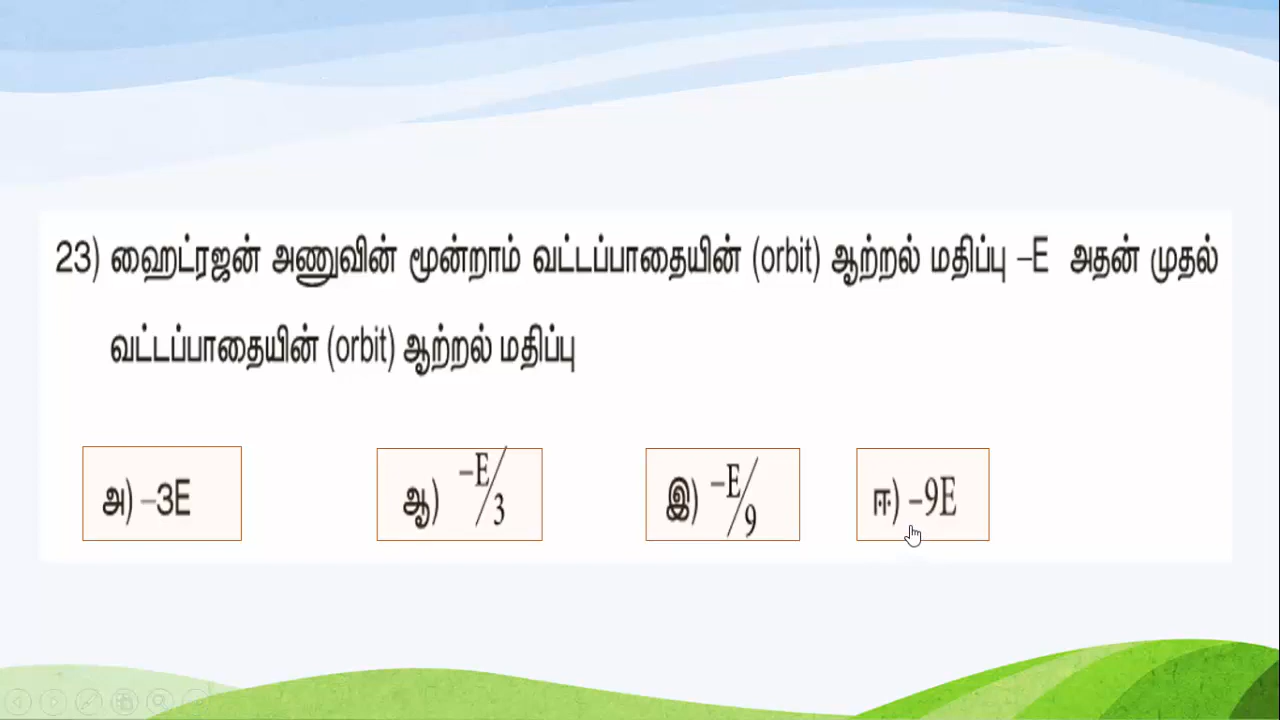 23) ஹைட்ரஜன் அணுவின் மூன்றாம் வட்டப்பாதையின் (orbit) ஆற்றல் மதிப்பு –E அதன் முதல்
வட்டப்பாதையின் (orbit) ஆற்றல் மதிப்பு
அ) –3E ஆ) –E/3 இ) –E/9 ஈ) –9E